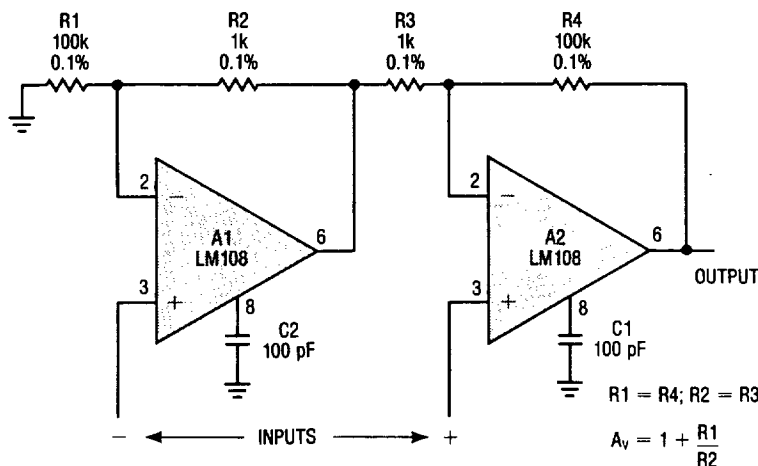 R1
100k
0.1%
R2
1k
0.1%
R3
1k
0.1%
R4
100k
0.1%
2
−
A1
LM108
6
3
+
8
C2
100 pF
2
−
A2
LM108
6
OUTPUT
3
+
8
C1
100 pF
− INPUTS +
R1 = R4; R2 = R3
Av = 1 + R1/R2